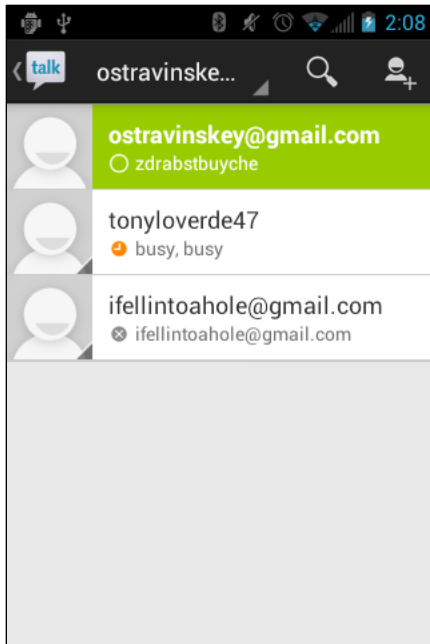 2:08
talk
ostravinske...
ostravinskey@gmail.com
zdrabstbuyche
tonyloverde47
busy, busy
ifellintoahole@gmail.com
ifellintoahole@gmail.com